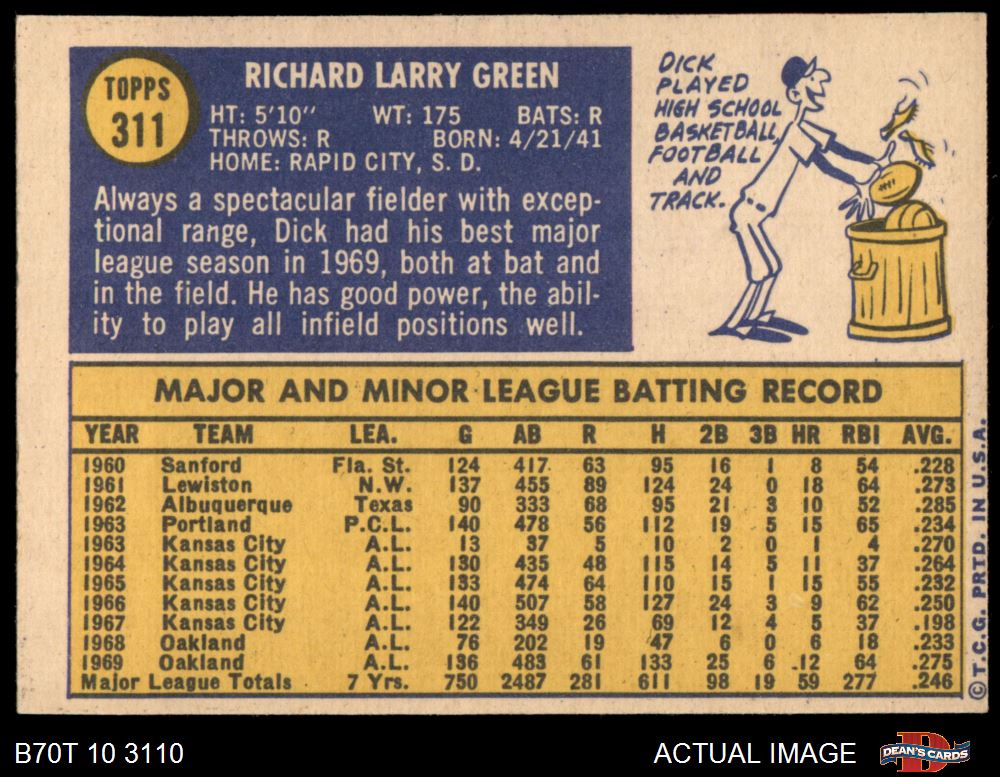 TOPPS
311
RICHARD LARRY GREEN
HT: 5'10" WT: 175 BATS: R
THROWS: R BORN: 4/21/41
HOME: RAPID CITY, S. D.
Always a spectacular fielder with excep-
tional range, Dick had his best major
league season in 1969, both at bat and
in the field. He has good power, the abil-
ity to play all infield positions well.
DICK
PLAYED
HIGH SCHOOL
BASKETBALL,
FOOTBALL
AND
TRACK.
MAJOR AND MINOR LEAGUE BATTING RECORD
YEAR TEAM LEA. G AB R H 2B 3B HR RBI AVG.
1960 Sanford Fla. St. 124 417 63 95 16 1 8 54 .228
1961 Lewiston N.W. 137 455 89 124 24 0 18 64 .273
1962 Albuquerque Texas 90 333 68 95 21 3 10 52 .285
1963 Portland P.C.L. 140 478 56 112 19 5 15 65 .234
1963 Kansas City A.L. 13 37 5 10 2 0 1 4 .270
1964 Kansas City A.L. 130 435 48 115 14 5 11 37 .264
1965 Kansas City A.L. 133 474 64 110 15 1 15 55 .232
1966 Kansas City A.L. 140 507 58 127 24 3 9 62 .250
1967 Kansas City A.L. 122 349 26 69 12 4 5 37 .198
1968 Oakland A.L. 76 202 19 47 6 0 6 18 .233
1969 Oakland A.L. 136 483 61 133 25 6 12 64 .275
Major League Totals 7 Yrs. 750 2487 281 611 98 19 59 277 .246
© T.C.G. PRTD. IN U.S.A.
B70T 10 3110
ACTUAL IMAGE
DEAN'S CARDS